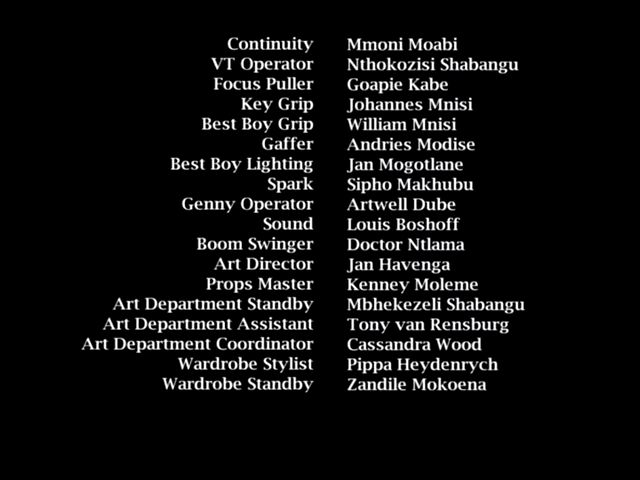 Continuity Mmoni Moabi
VT Operator Nthokozisi Shabangu
Focus Puller Goapie Kabe
Key Grip Johannes Mnisi
Best Boy Grip William Mnisi
Gaffer Andries Modise
Best Boy Lighting Jan Mogotlane
Spark Sipho Makhubu
Genny Operator Artwell Dube
Sound Louis Boshoff
Boom Swinger Doctor Ntlama
Art Director Jan Havenga
Props Master Kenney Moleme
Art Department Standby Mbhekezeli Shabangu
Art Department Assistant Tony van Rensburg
Art Department Coordinator Cassandra Wood
Wardrobe Stylist Pippa Heydenrych
Wardrobe Standby Zandile Mokoena